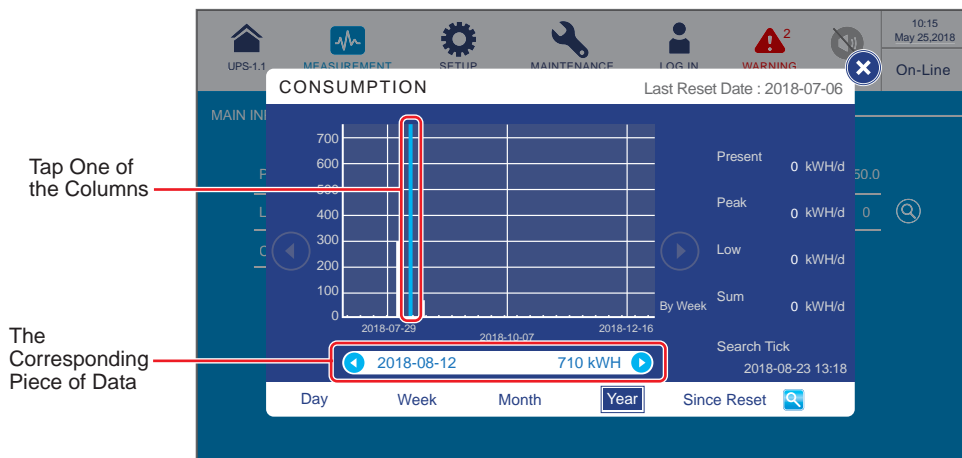 10:15
May 25,2018
2
UPS-1.1
MEASUREMENT
SETUP
MAINTENANCE
LOG IN
WARNING
On-Line
CONSUMPTION
Last Reset Date : 2018-07-06
MAIN IN
Tap One of
the Columns
700
600
500
400
300
200
100
0
2018-07-29
2018-10-07
2018-12-16
By Week
Present
0 kWH/d
Peak
0 kWH/d
Low
0 kWH/d
Sum
0 kWH/d
Search Tick
2018-08-23 13:18
50.0
0
P
L
C
The
Corresponding
Piece of Data
2018-08-12 710 kWH
Day Week Month Year Since Reset